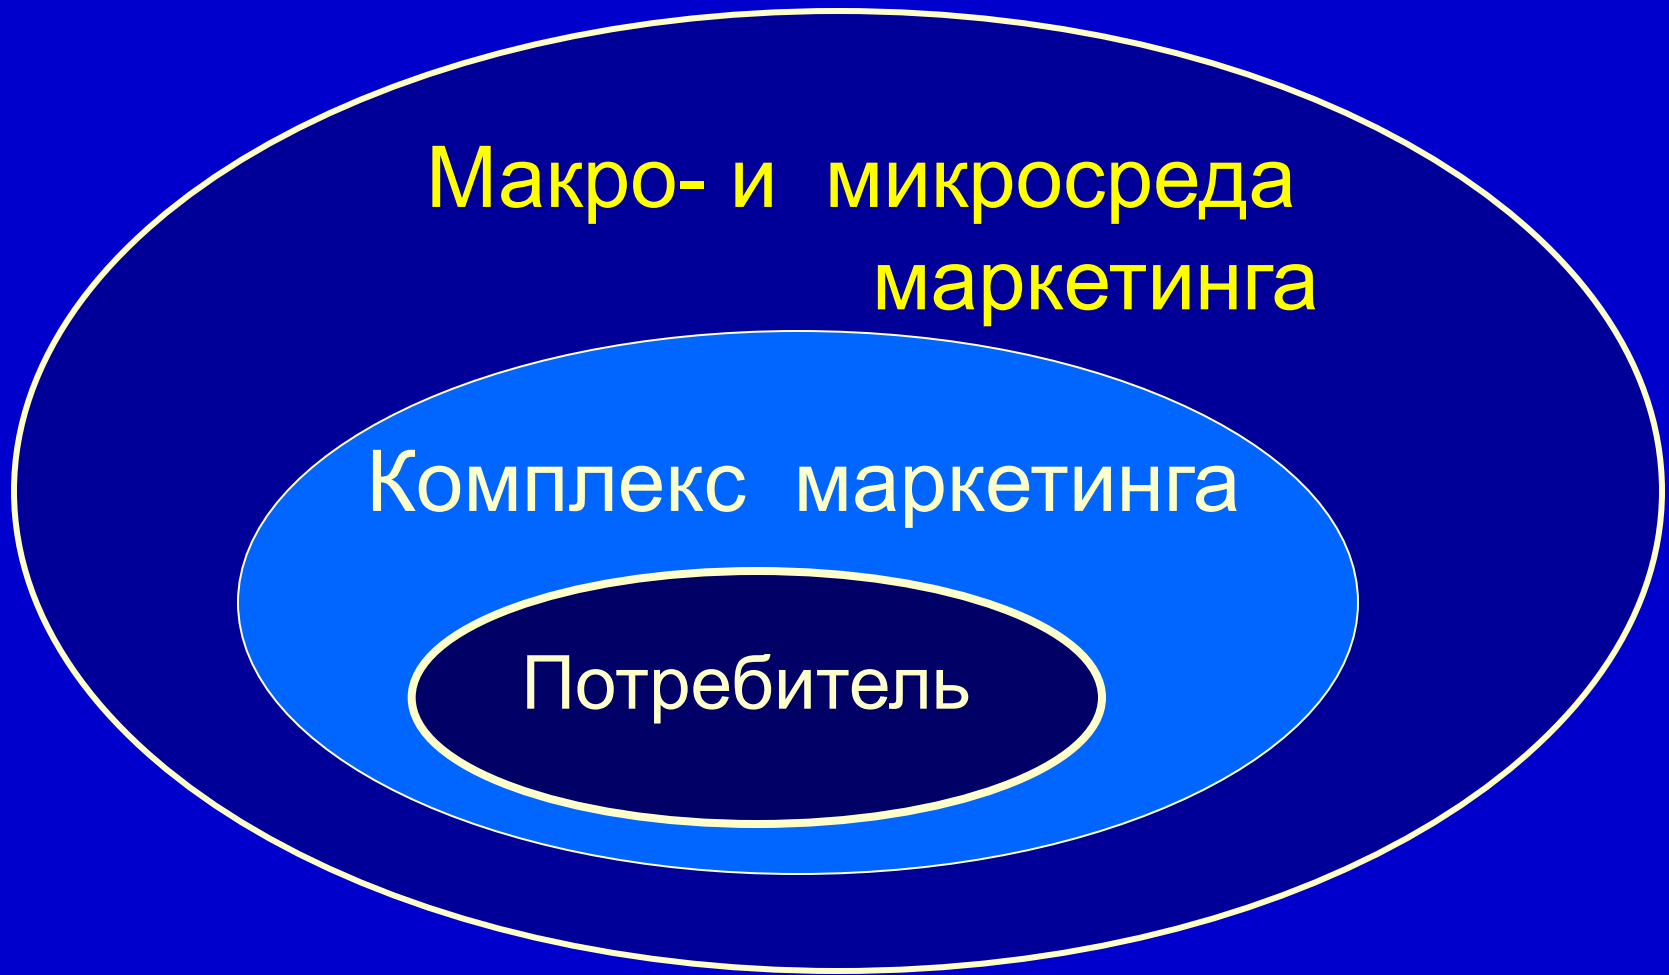 Макро- и микросреда
маркетинга
Комплекс маркетинга
Потребитель